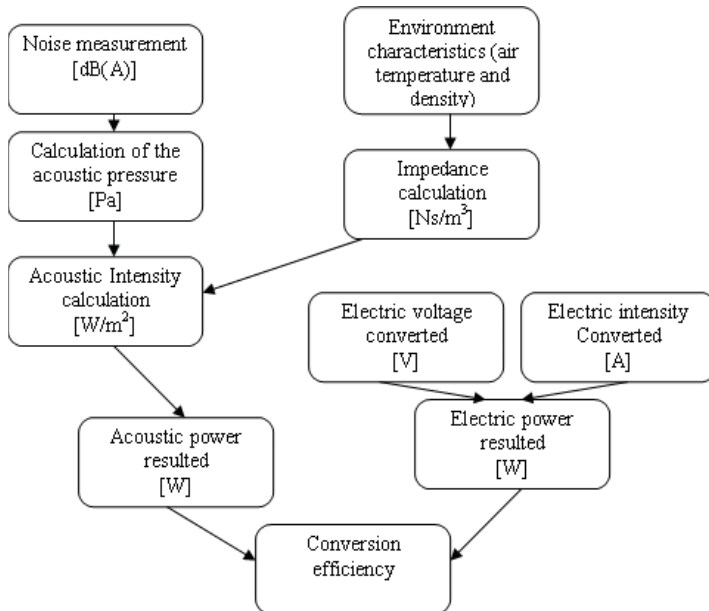 Noise measurement
[dB(A)]
Environment
characteristics (air
temperature and
density)
Calculation of the
acoustic pressure
[Pa]
Impedance
calculation
[Ns/m³]
Acoustic Intensity
calculation
[W/m²]
Electric voltage
converted
[V]
Electric intensity
Converted
[A]
Acoustic power
resulted
[W]
Electric power
resulted
[W]
Conversion
efficiency